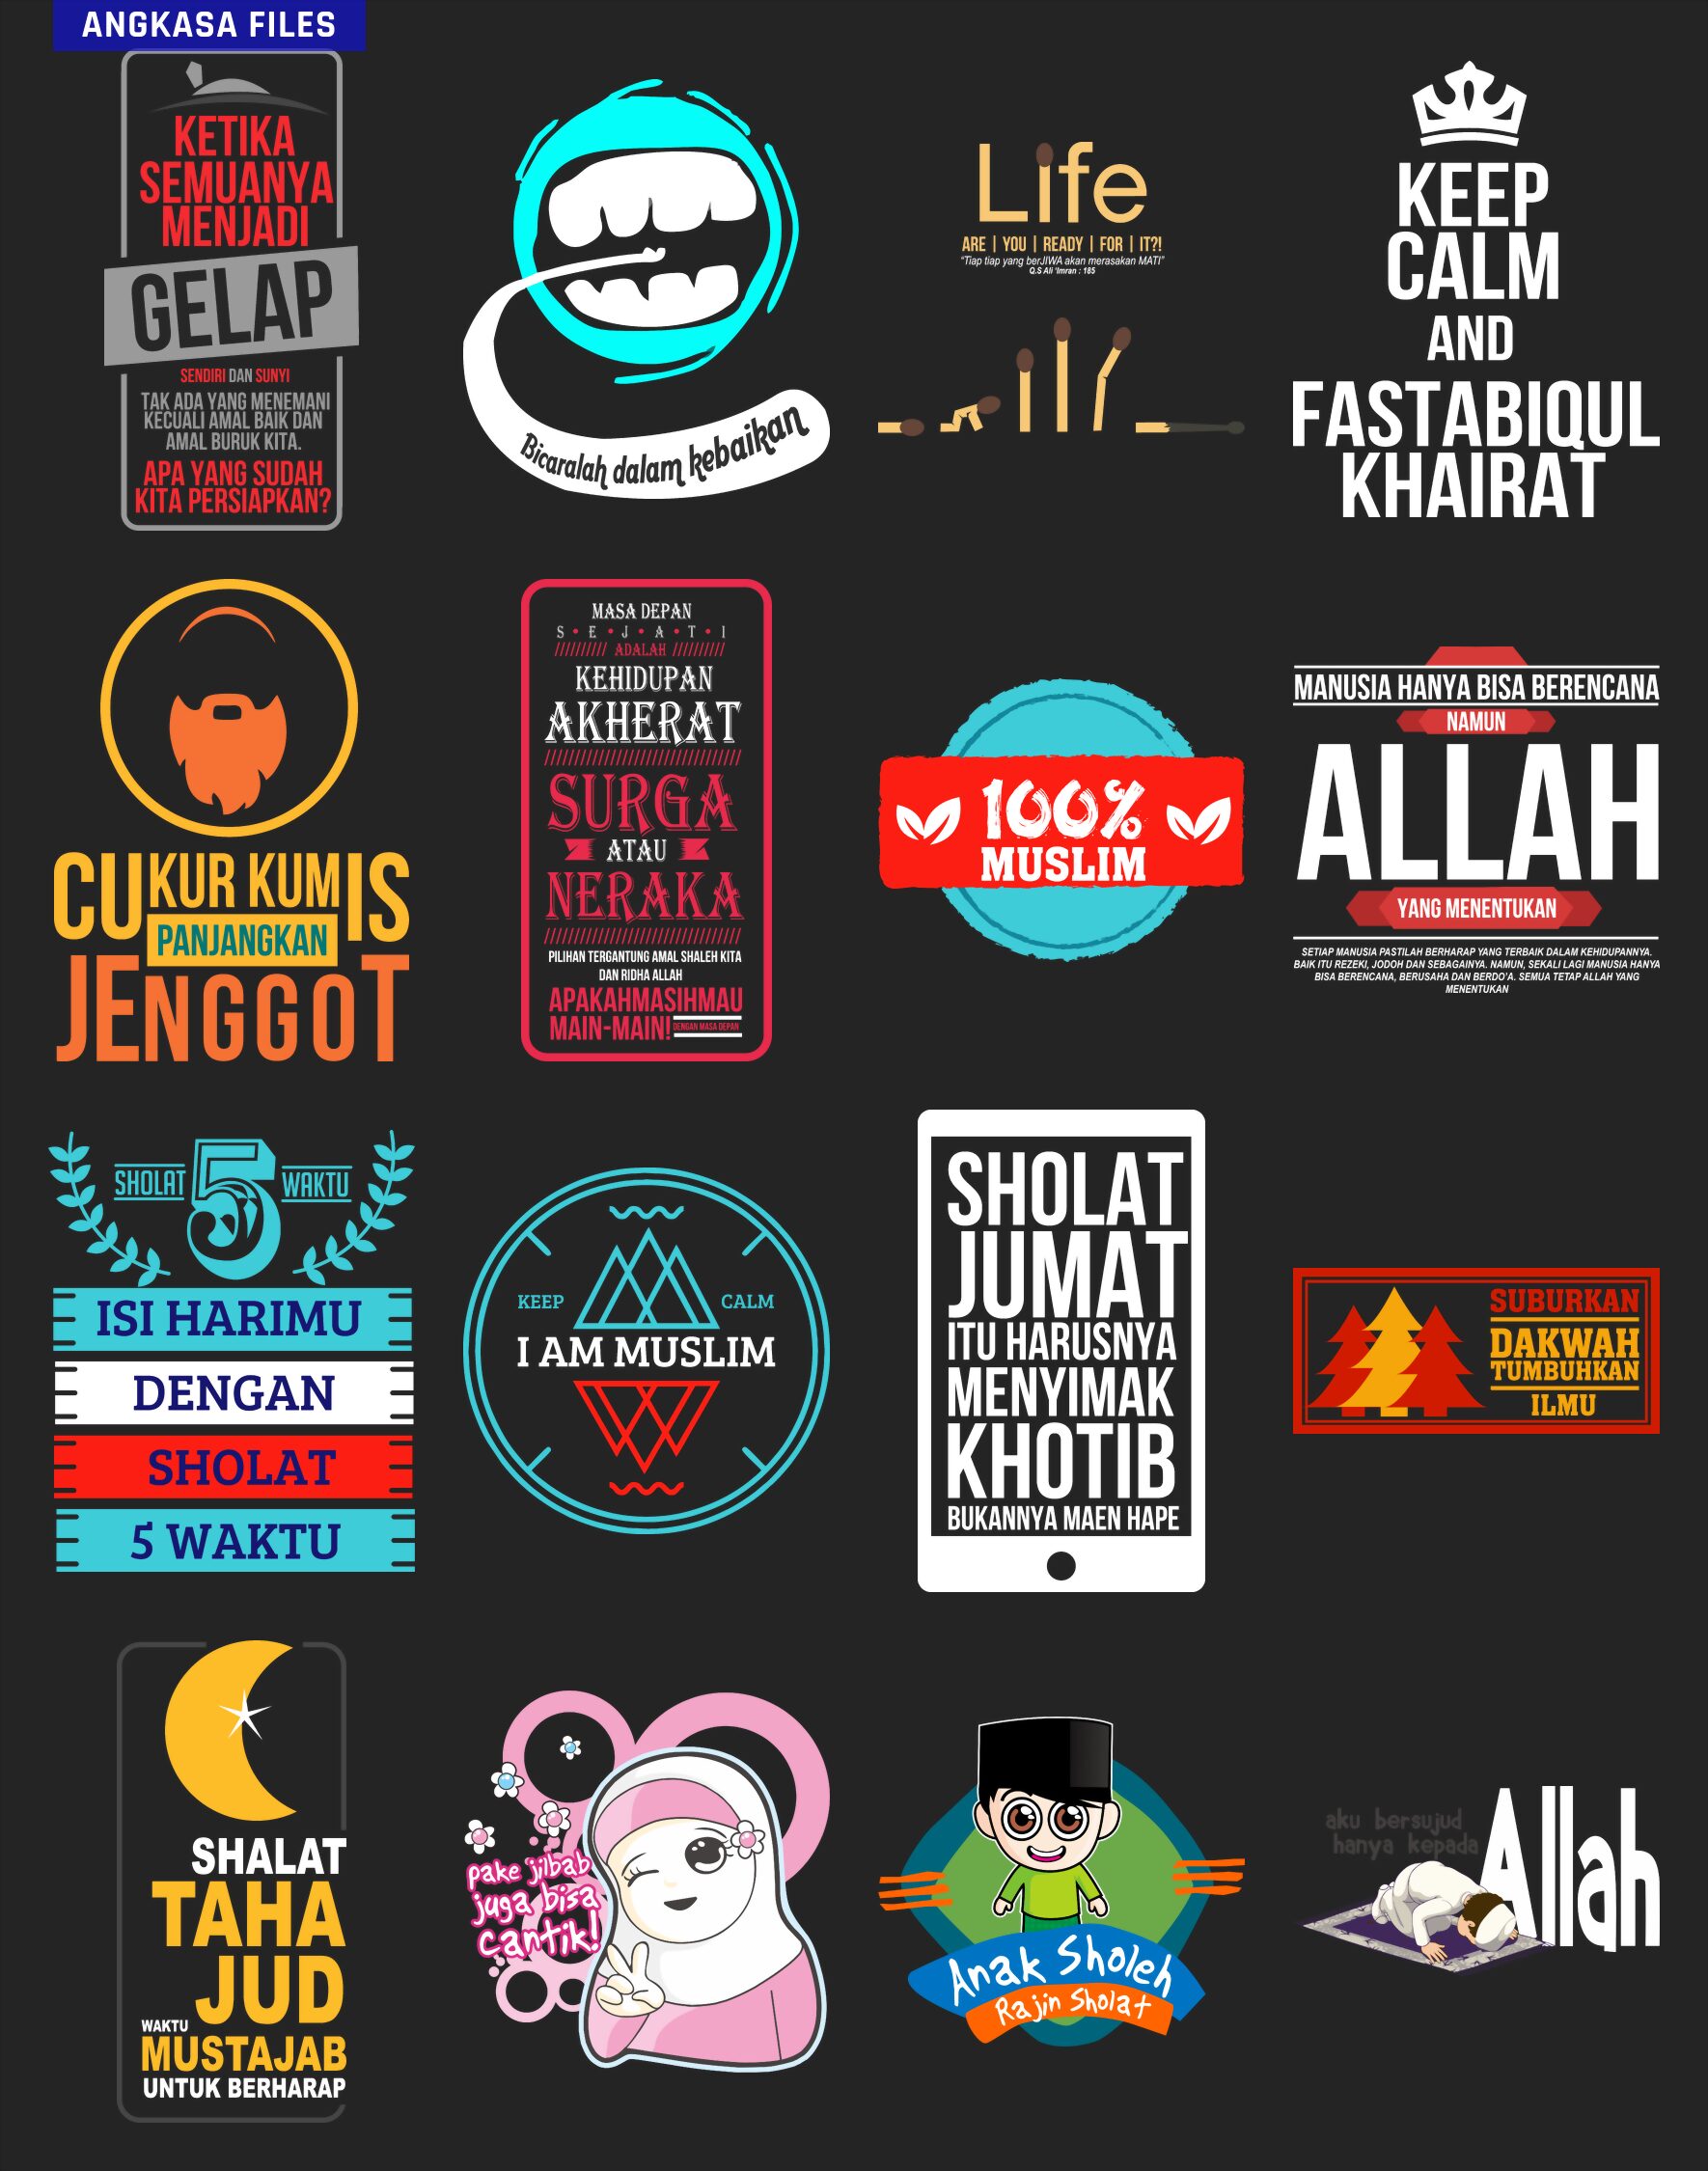 ANGKASA FILES
KETIKA
SEMUANYA
MENJADI
GELAP
SENDIRI DAN SUNYI
TAK ADA YANG MENEMANI
KECUALI AMAL BAIK DAN
AMAL BURUK KITA.
APA YANG SUDAH
KITA PERSIAPKAN?
Bicaralah dalam kebaikan
Life
ARE | YOU | READY | FOR | IT?!
"Tiap tiap yang berJIWA akan merasakan MATI"
Q.S Ali 'Imran : 185
KEEP
CALM
AND
FASTABIQUL
KHAIRAT
CUKUR KUMIS
PANJANGKAN
JENGGOT
MASA DEPAN
S • E • J • A • T • I
////////// ADALAH //////////
KEHIDUPAN
AKHERAT
SURGA
ATAU
NERAKA
PILIHAN TERGANTUNG AMAL SHALEH KITA
DAN RIDHA ALLAH
APAKAHMASIHMAU
MAIN-MAIN! DENGAN MASA DEPAN
100%
MUSLIM
MANUSIA HANYA BISA BERENCANA
NAMUN
ALLAH
YANG MENENTUKAN
SETIAP MANUSIA PASTILAH BERHARAP YANG TERBAIK DALAM KEHIDUPANNYA.
BAIK ITU REZEKI, JODOH DAN SEBAGAINYA. NAMUN, SEKALI LAGI MANUSIA HANYA
BISA BERENCANA, BERUSAHA DAN BERDO'A. SEMUA TETAP ALLAH YANG
MENENTUKAN
SHOLAT 5 WAKTU
ISI HARIMU
DENGAN
SHOLAT
5 WAKTU
KEEP CALM
I AM MUSLIM
SHOLAT
JUMAT
ITU HARUSNYA
MENYIMAK
KHOTIB
BUKANNYA MAEN HAPE
SUBURKAN
DAKWAH
TUMBUHKAN
ILMU
SHALAT
TAHA
JUD
WAKTU
MUSTAJAB
UNTUK BERHARAP
pake jilbab
juga bisa
cantik!
Anak Sholeh
Rajin Sholat
aku bersujud
hanya kepada
Allah